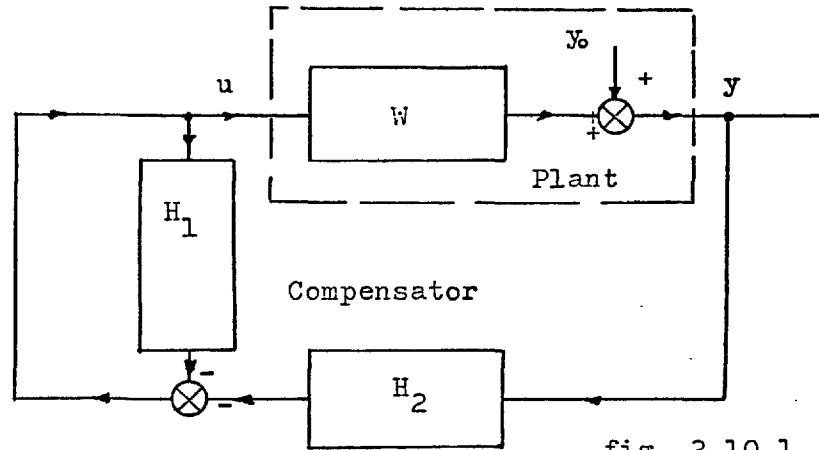 y₀
+
u
y
W
+
Plant
H₁
Compensator
-
-
H₂
fig. 3.10.1